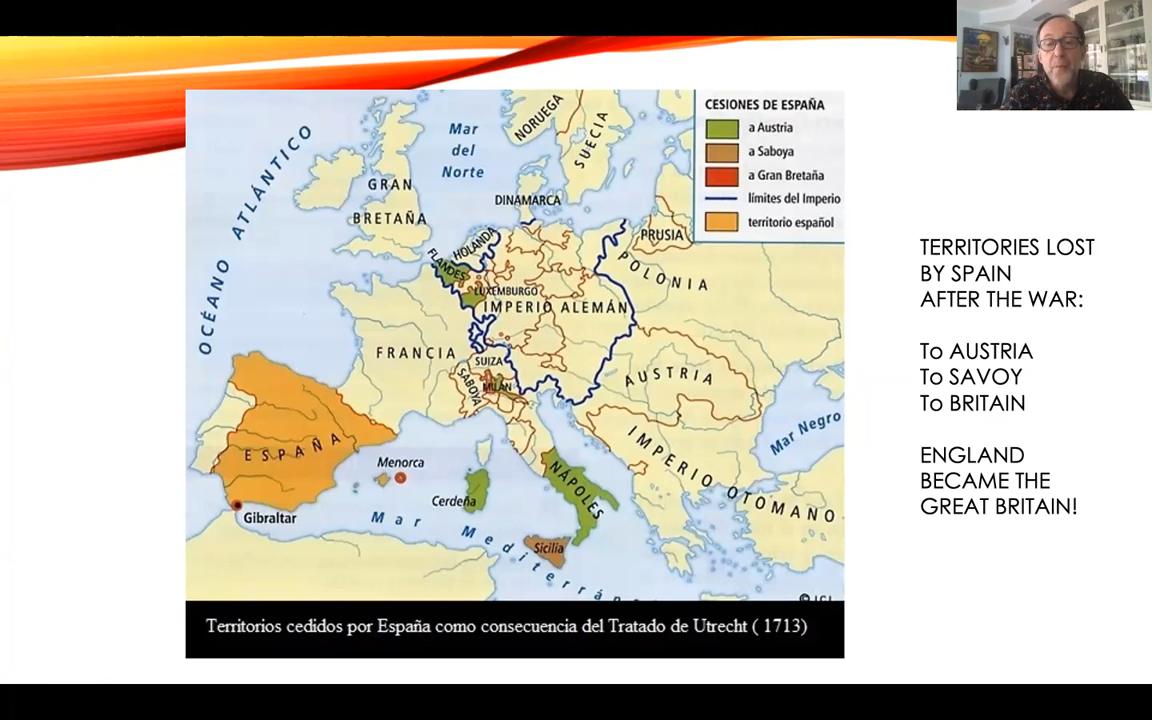 CESIONES DE ESPAÑA
a Austria
a Saboya
a Gran Bretaña
límites del Imperio
territorio español
OCÉANO ATLÁNTICO
Mar
del
Norte
NORUEGA
SUECIA
GRAN
BRETAÑA
DINAMARCA
PRUSIA
HOLANDA
FLANDES
POLONIA
LUXEMBURGO
IMPERIO ALEMÁN
FRANCIA
SUIZA
SABOYA
MILÁN
AUSTRIA
Mar Negro
ESPAÑA
IMPERIO OTOMANO
Menorca
NÁPOLES
Cerdeña
Gibraltar
Mar Mediterrán
Sicilia
Territorios cedidos por España como consecuencia del Tratado de Utrecht ( 1713)
TERRITORIES LOST
BY SPAIN
AFTER THE WAR:
To AUSTRIA
To SAVOY
To BRITAIN
ENGLAND
BECAME THE
GREAT BRITAIN!